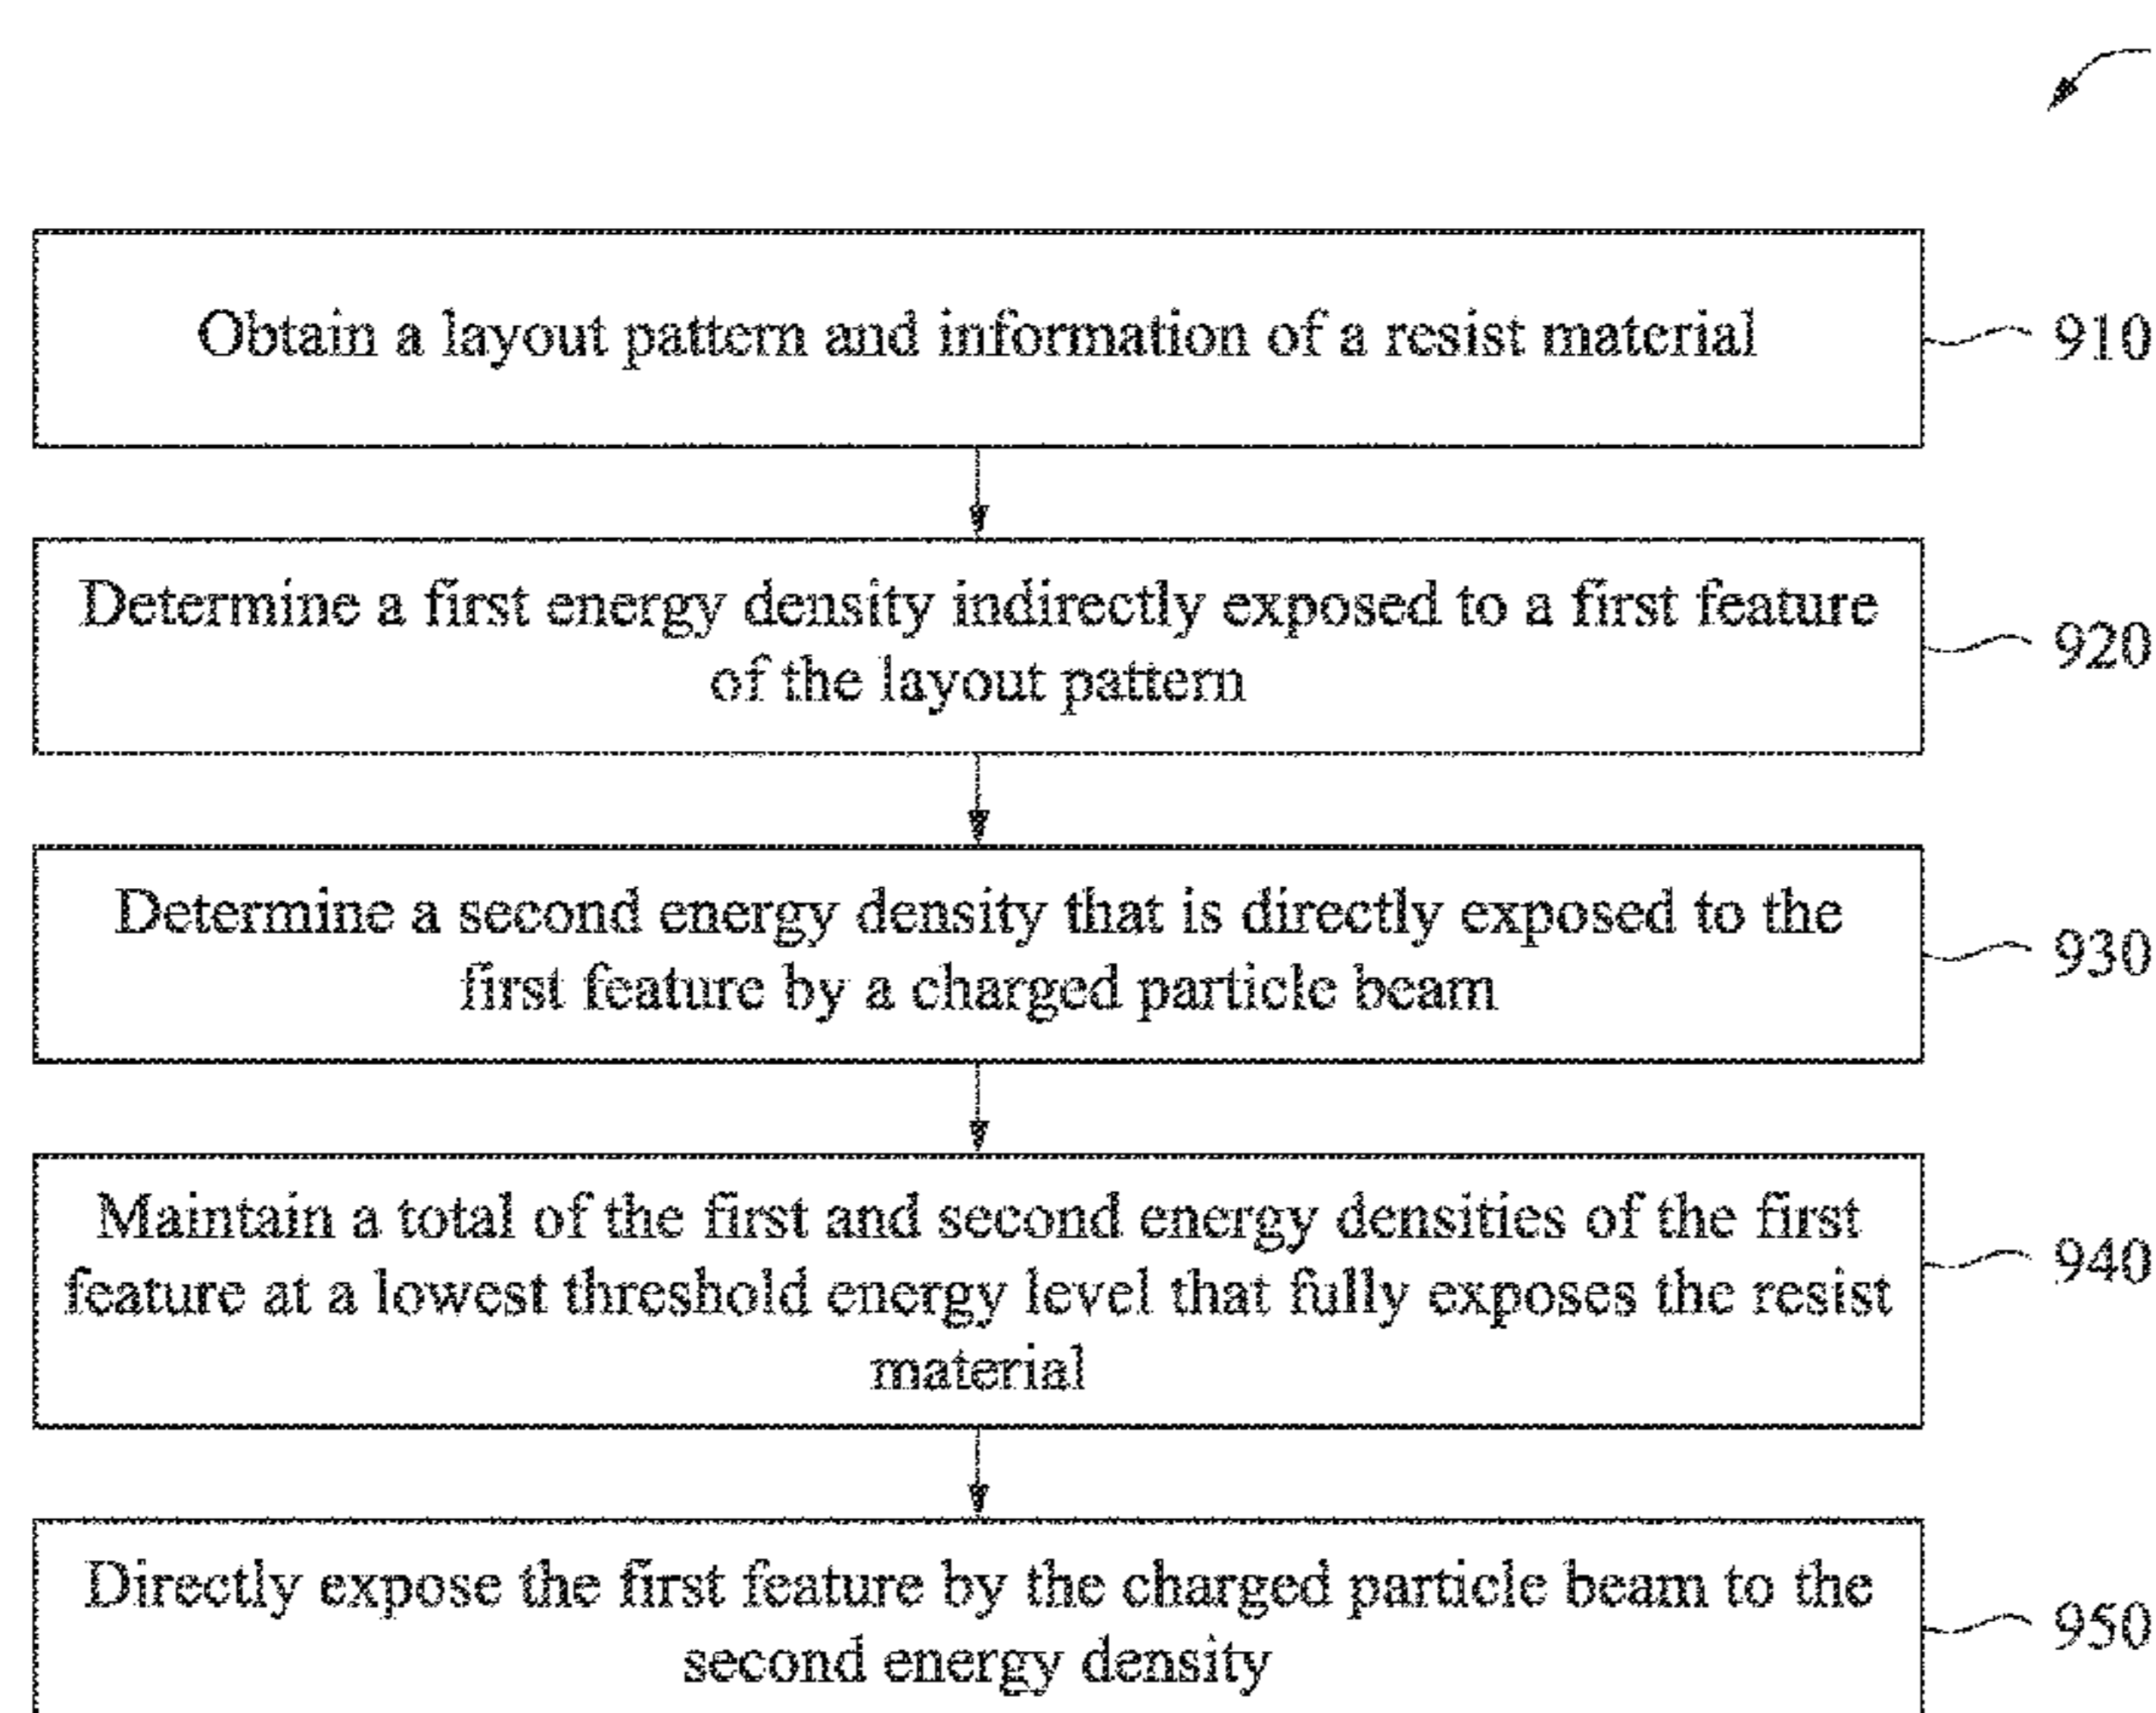 Obtain a layout pattern and information of a resist material
910
Determine a first energy density indirectly exposed to a first feature
of the layout pattern
920
Determine a second energy density that is directly exposed to the
first feature by a charged particle beam
930
Maintain a total of the first and second energy densities of the first
feature at a lowest threshold energy level that fully exposes the resist
material
940
Directly expose the first feature by the charged particle beam to the
second energy density
950